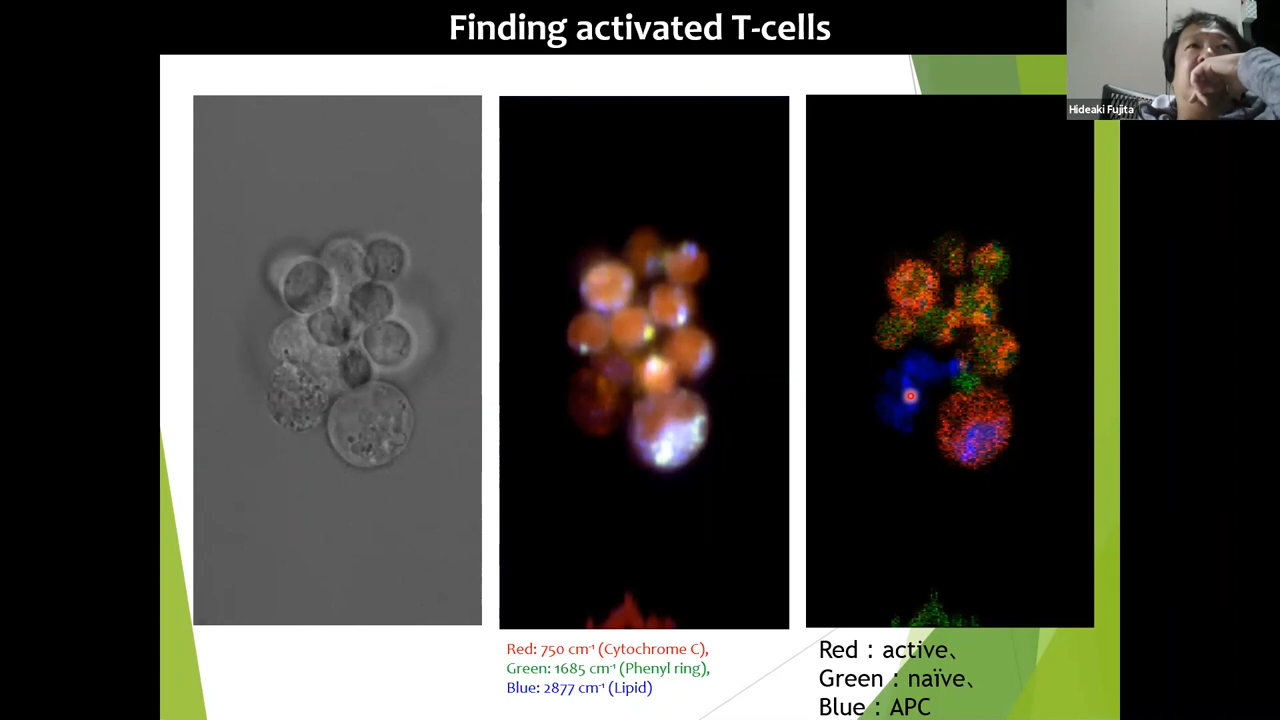 Finding activated T-cells
Hideaki Fujita
Red: 750 cm⁻¹ (Cytochrome C),
Green: 1685 cm⁻¹ (Phenyl ring),
Blue: 2877 cm⁻¹ (Lipid)
Red：active、
Green：naïve、
Blue：APC